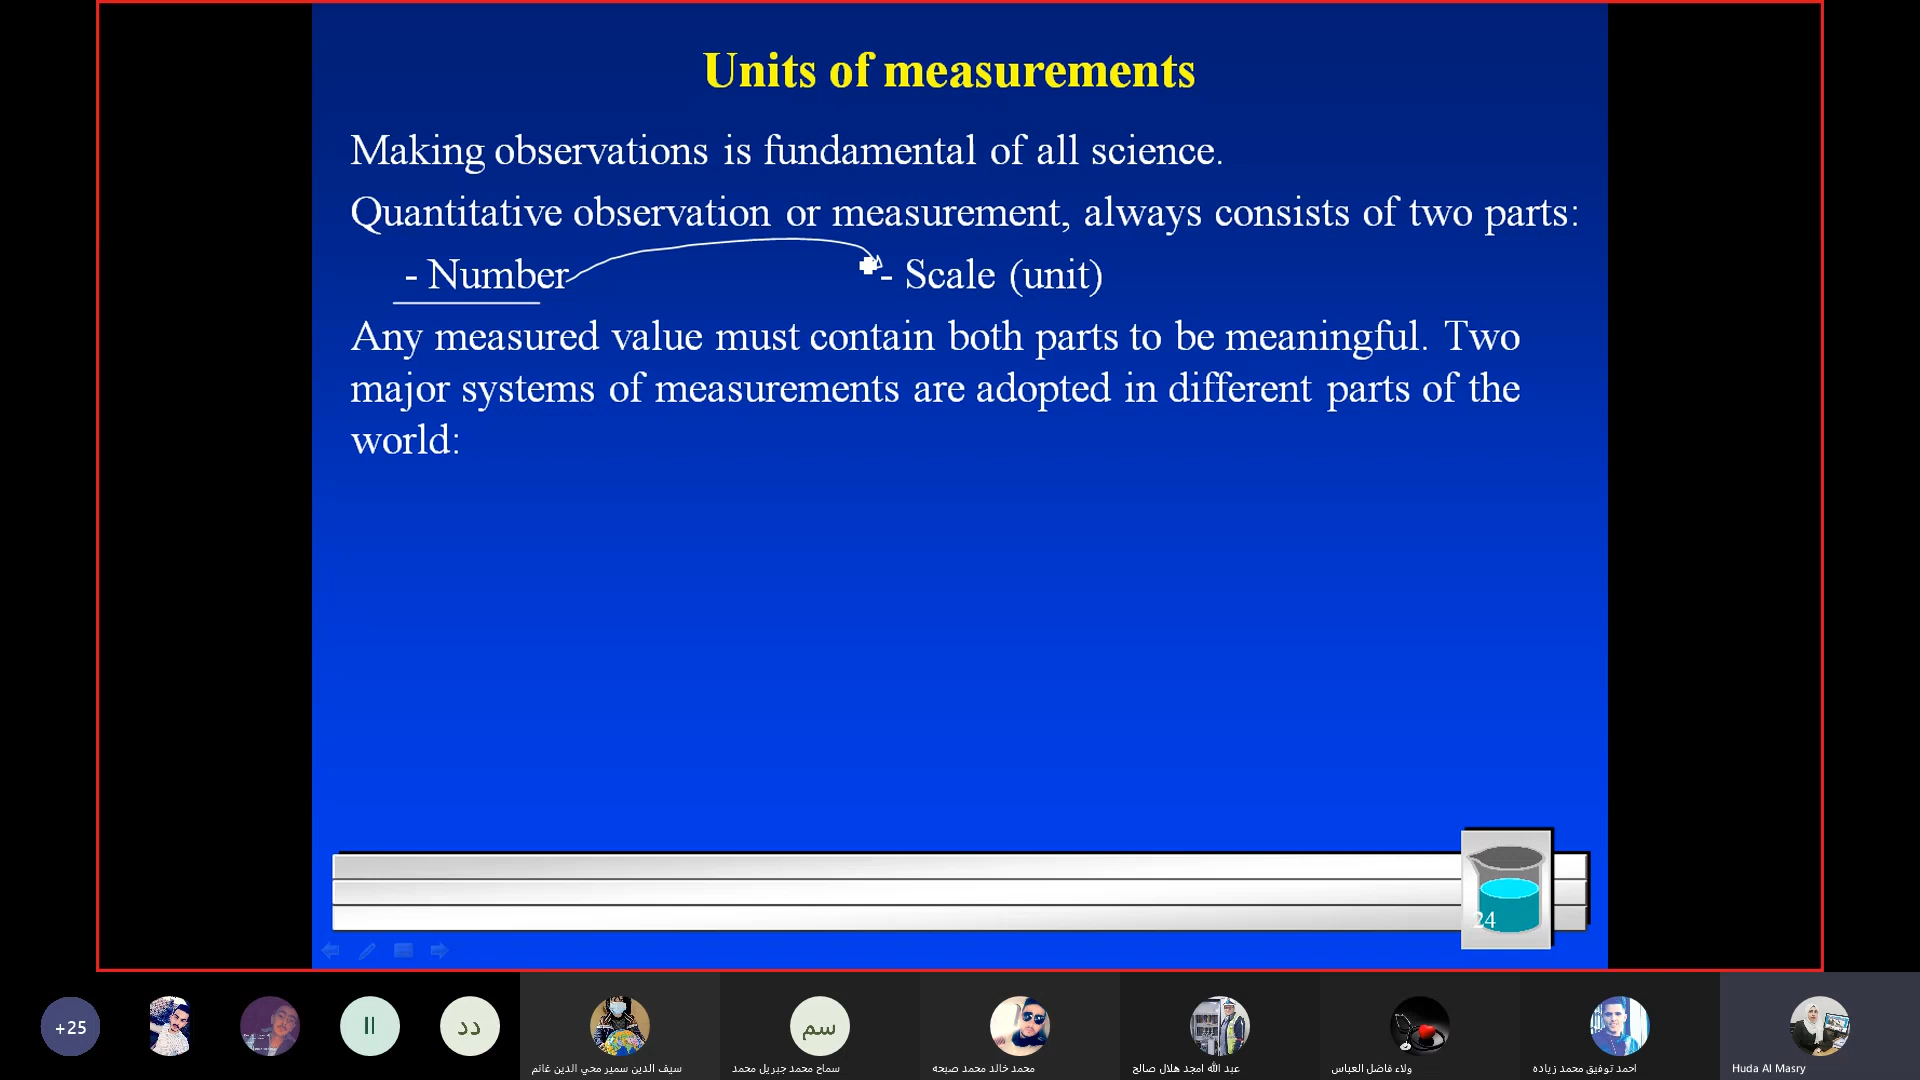 Units of measurements
Making observations is fundamental of all science.
Quantitative observation or measurement, always consists of two parts:
- Number - Scale (unit)
Any measured value must contain both parts to be meaningful. Two
major systems of measurements are adopted in different parts of the
world:
24
+25
اا
دد
سم
سيف الدين سمير محي الدين غانم
سماح محمد جبريل محمد
محمد خالد محمد صبحه
عبد الله امجد هلال صالح
ولاء فاضل العباس
احمد توفيق محمد زياده
Huda Al Masry